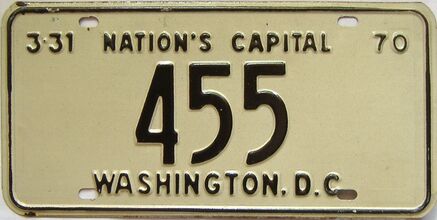 3·31 NATION'S CAPITAL 70
455
WASHINGTON, D.C.